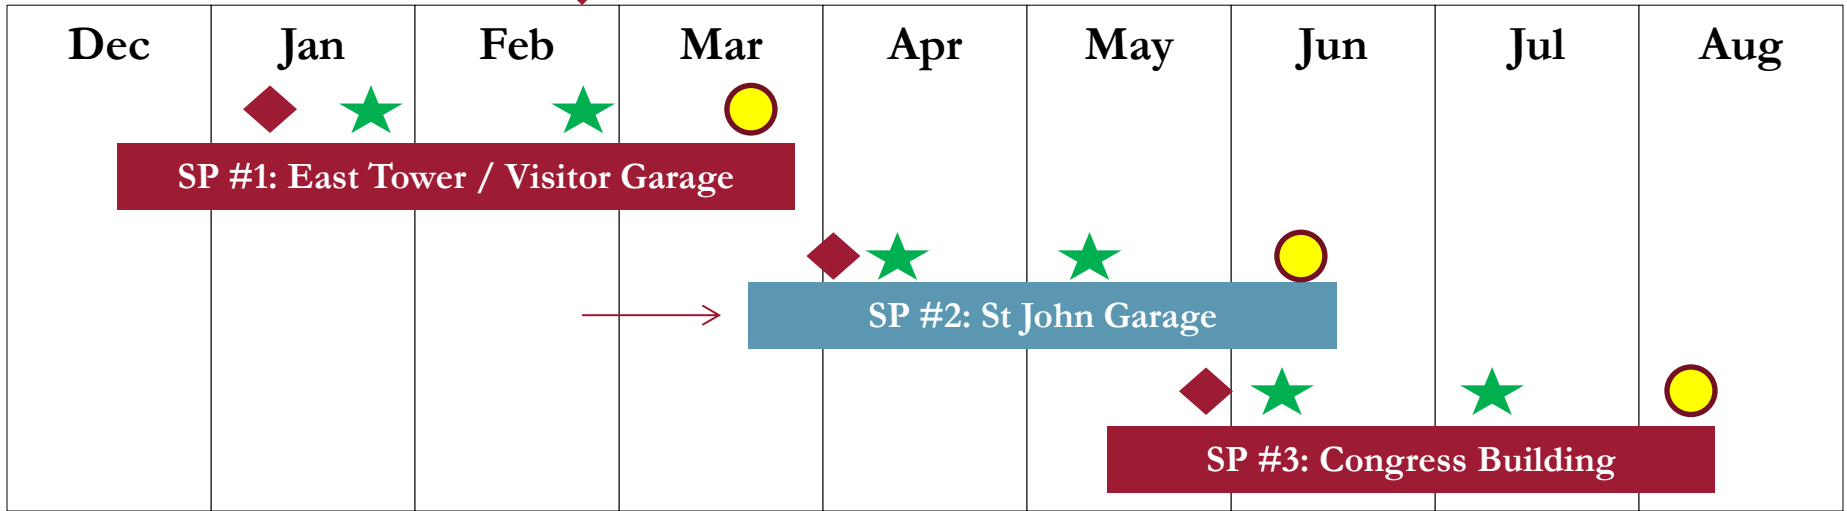 Dec Jan Feb Mar Apr May Jun Jul Aug
SP #1: East Tower / Visitor Garage
SP #2: St John Garage
SP #3: Congress Building